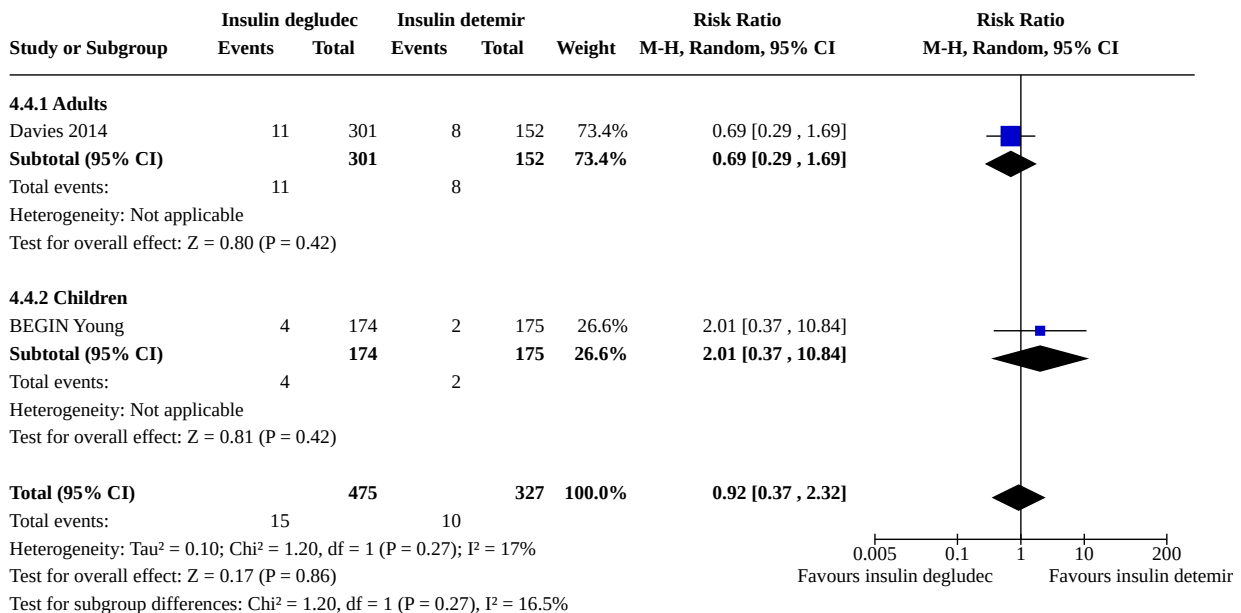 Insulin degludec Insulin detemir Risk Ratio Risk Ratio
Study or Subgroup Events Total Events Total Weight M-H, Random, 95% CI M-H, Random, 95% CI
4.4.1 Adults
Davies 2014 11 301 8 152 73.4% 0.69 [0.29 , 1.69]
Subtotal (95% CI) 301 152 73.4% 0.69 [0.29 , 1.69]
Total events: 11 8
Heterogeneity: Not applicable
Test for overall effect: Z = 0.80 (P = 0.42)
4.4.2 Children
BEGIN Young 4 174 2 175 26.6% 2.01 [0.37 , 10.84]
Subtotal (95% CI) 174 175 26.6% 2.01 [0.37 , 10.84]
Total events: 4 2
Heterogeneity: Not applicable
Test for overall effect: Z = 0.81 (P = 0.42)
Total (95% CI) 475 327 100.0% 0.92 [0.37 , 2.32]
Total events: 15 10
Heterogeneity: Tau² = 0.10; Chi² = 1.20, df = 1 (P = 0.27); I² = 17%
0.005 0.1 1 10 200
Test for overall effect: Z = 0.17 (P = 0.86)
Favours insulin degludec Favours insulin detemir
Test for subgroup differences: Chi² = 1.20, df = 1 (P = 0.27), I² = 16.5%